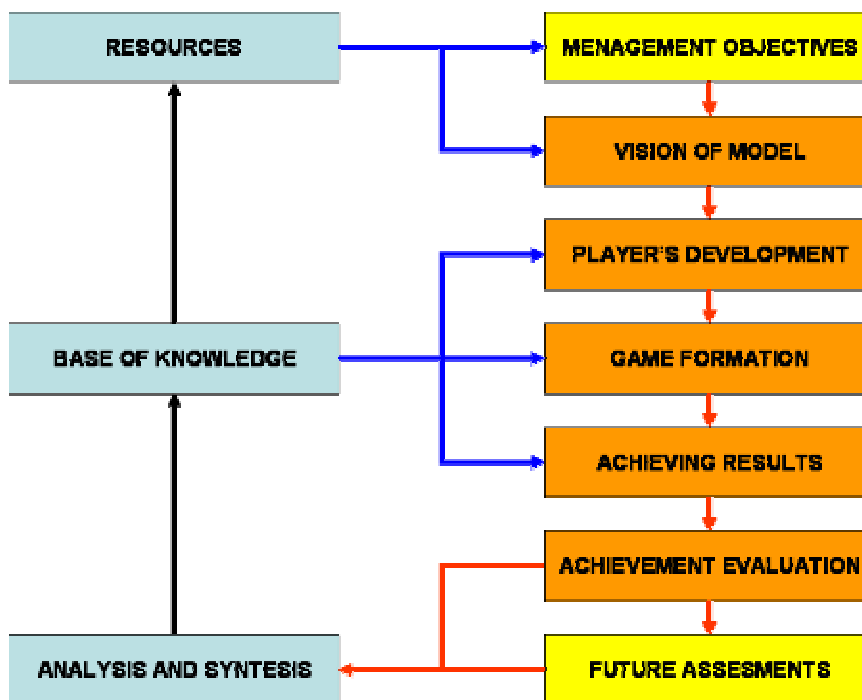 RESOURCES
MENAGEMENT OBJECTIVES
VISION OF MODEL
PLAYER'S DEVELOPMENT
BASE OF KNOWLEDGE
GAME FORMATION
ACHIEVING RESULTS
ACHIEVEMENT EVALUATION
ANALYSIS AND SYNTESIS
FUTURE ASSESMENTS